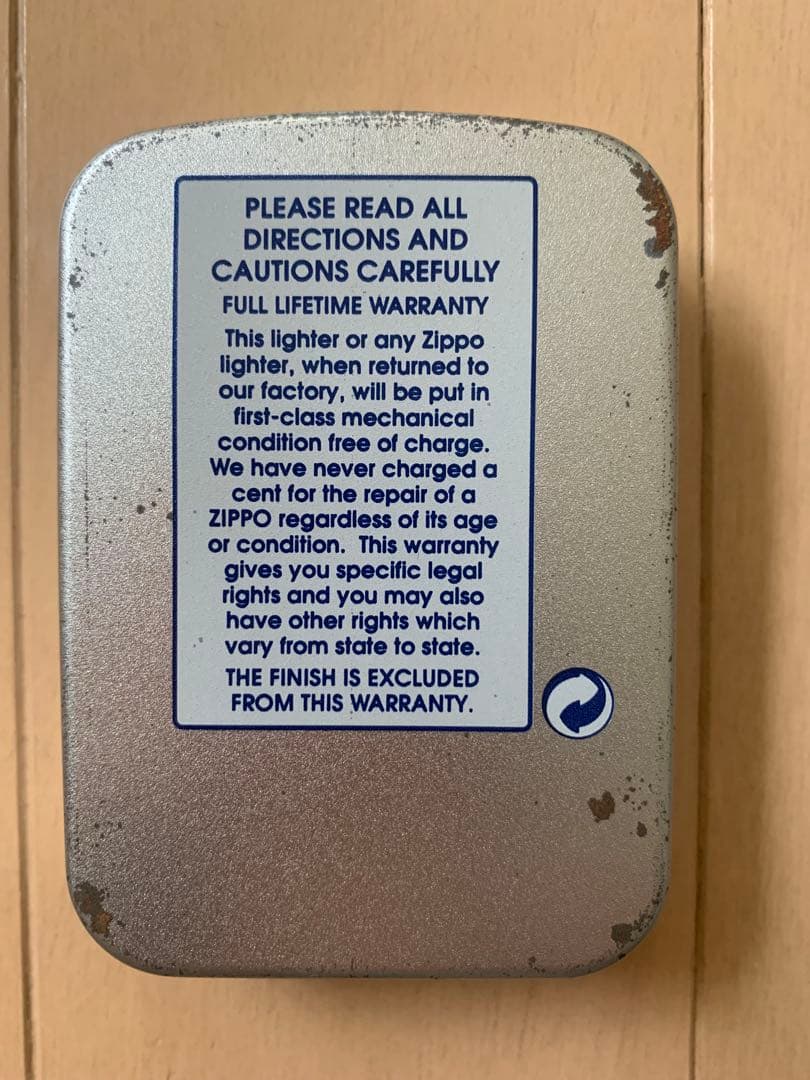 PLEASE READ ALL
DIRECTIONS AND
CAUTIONS CAREFULLY
FULL LIFETIME WARRANTY
This lighter or any Zippo
lighter, when returned to
our factory, will be put in
first-class mechanical
condition free of charge.
We have never charged a
cent for the repair of a
ZIPPO regardless of its age
or condition. This warranty
gives you specific legal
rights and you may also
have other rights which
vary from state to state.
THE FINISH IS EXCLUDED
FROM THIS WARRANTY.